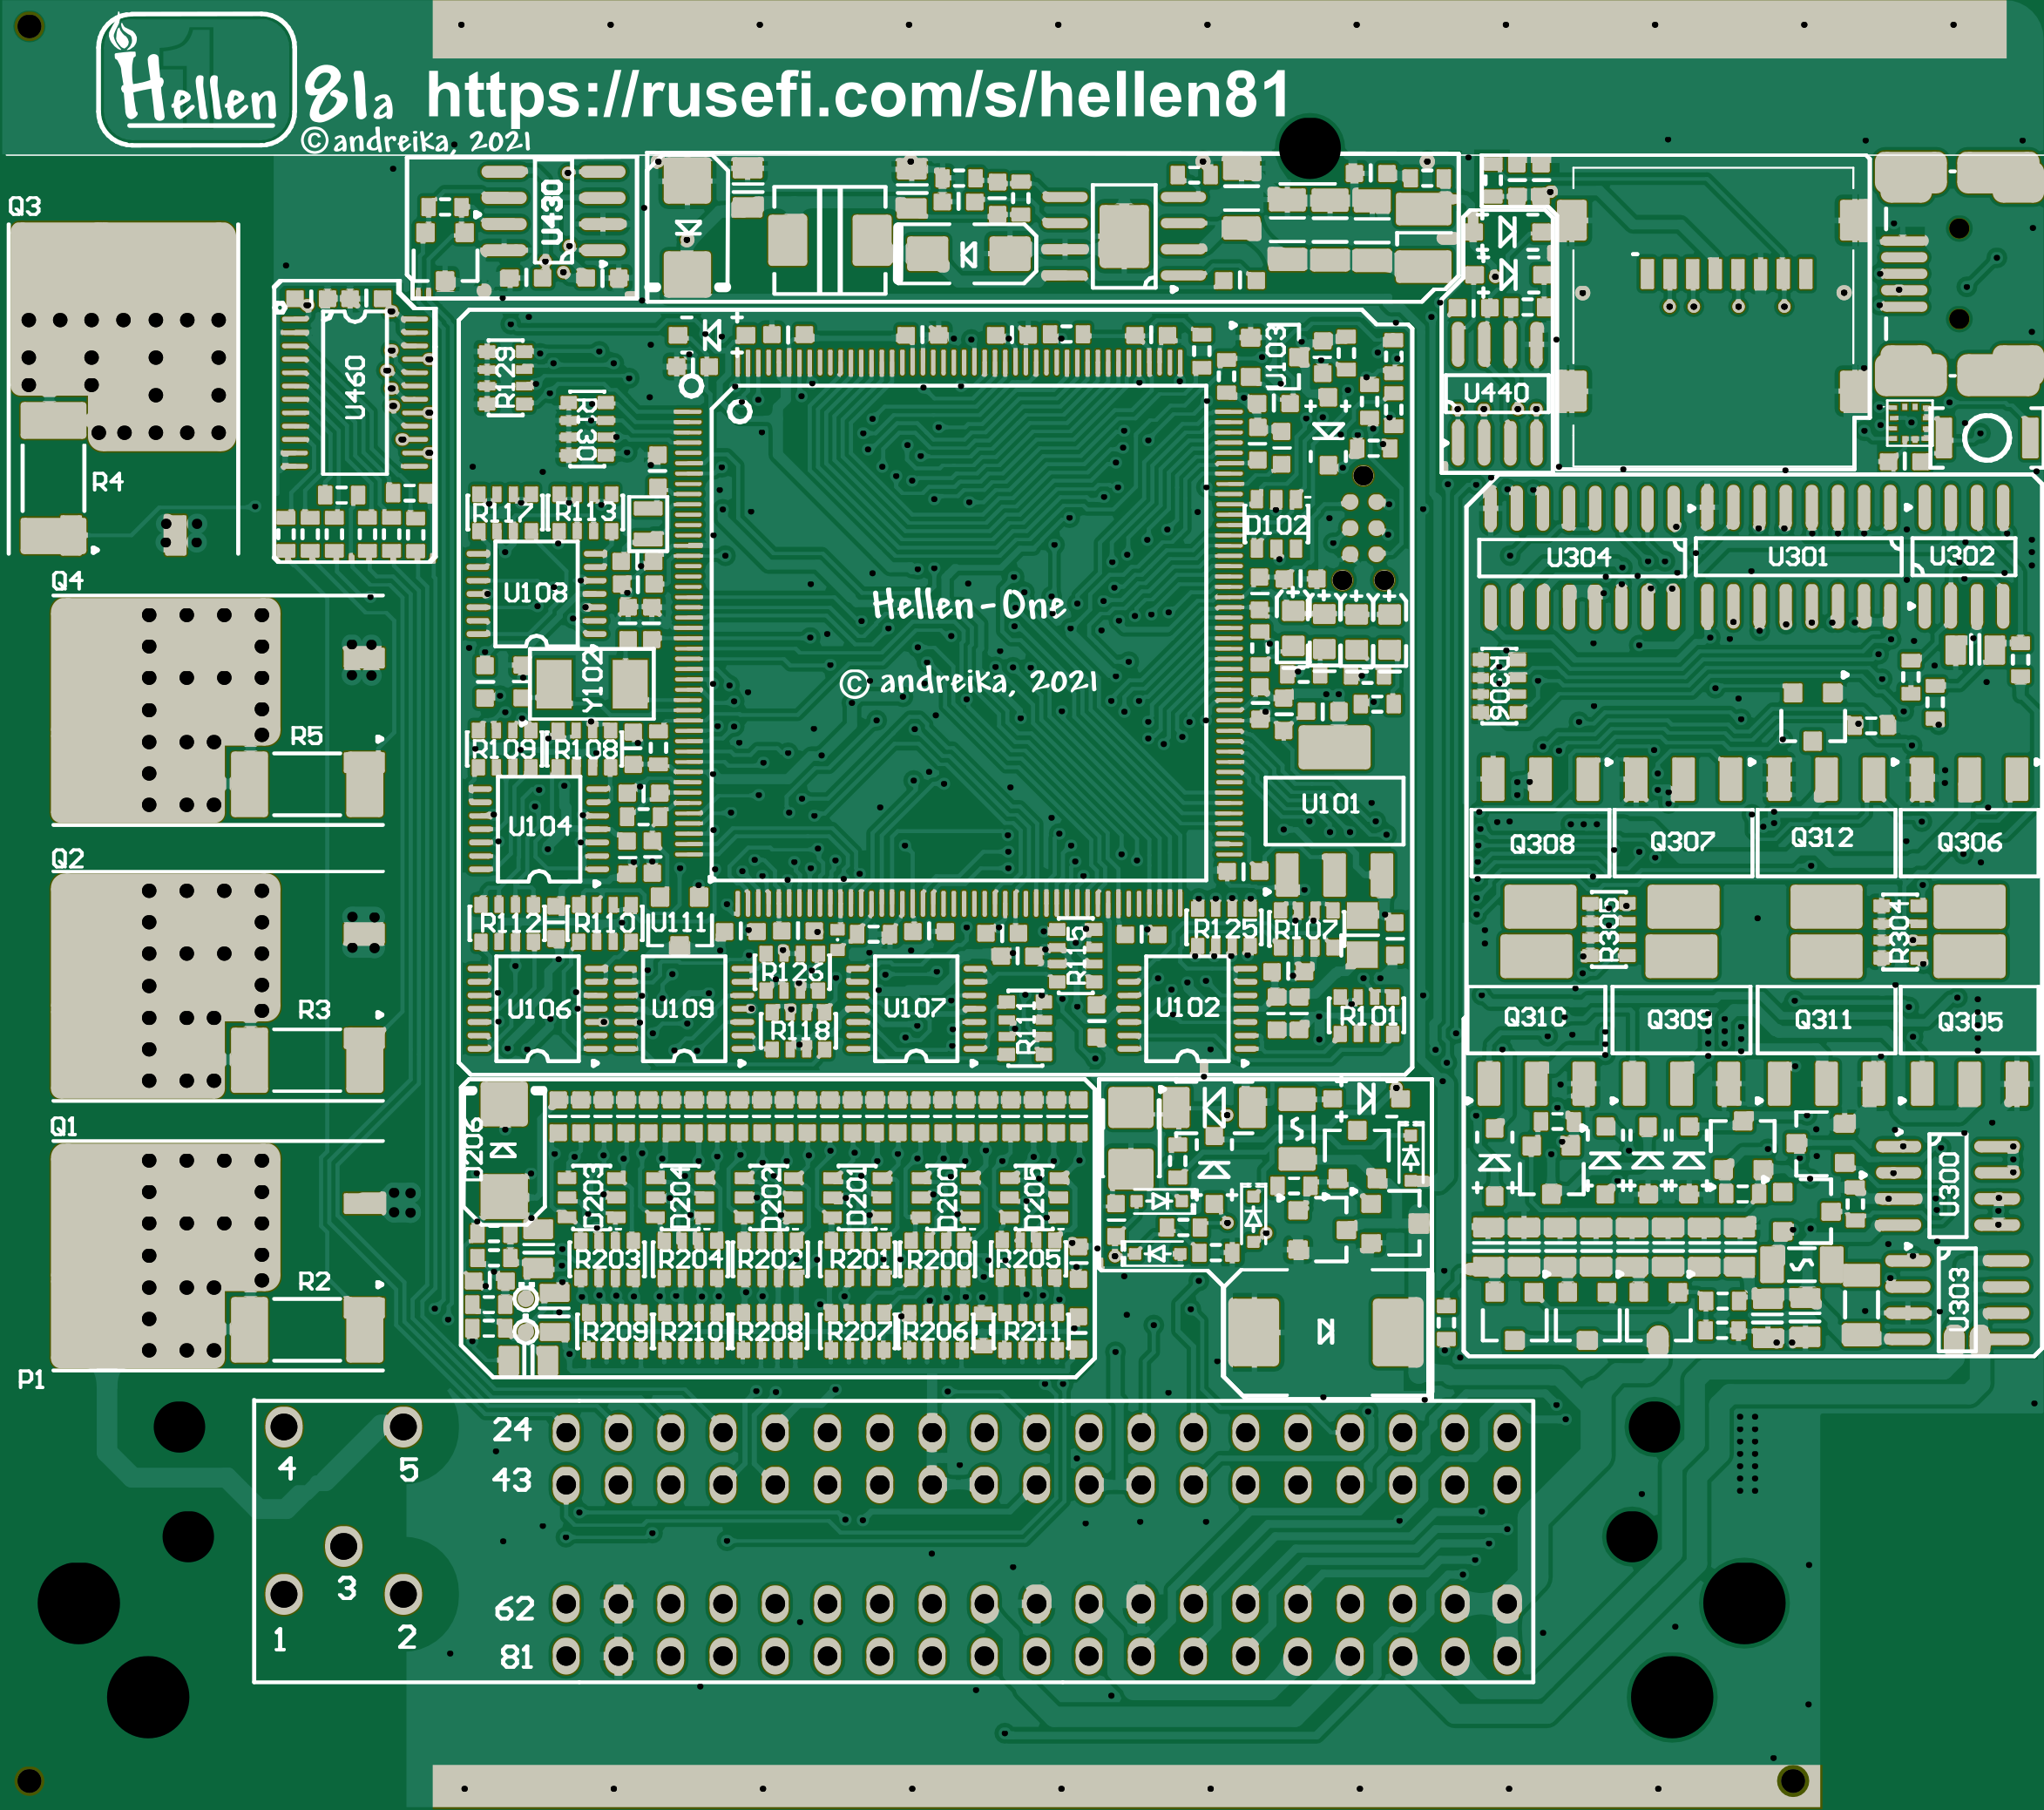 1
Hellen 81a https://rusefi.com/s/hellen81
© andreika, 2021
Q3
U430
U460
R4
R129
R130
U103
U440
R117
R113
D102
U304
U301
U302
Q4
U108
Hellen-One
© andreika, 2021
Y102
R306
R5
R109
R108
U101
U104
Q308
Q307
Q312
Q306
Q2
R112
R110
U111
R125
R107
R115
R305
R304
R123
R3
U106
U109
R118
U107
R111
U102
R101
Q310
Q309
Q311
Q305
Q1
D206
D203
D204
D202
D201
D200
D205
S
U300
R203
R204
R202
R201
R200
R205
R2
S
U303
R209
R210
R208
R207
R206
R211
P1
24
4
5
43
3
62
1
2
81